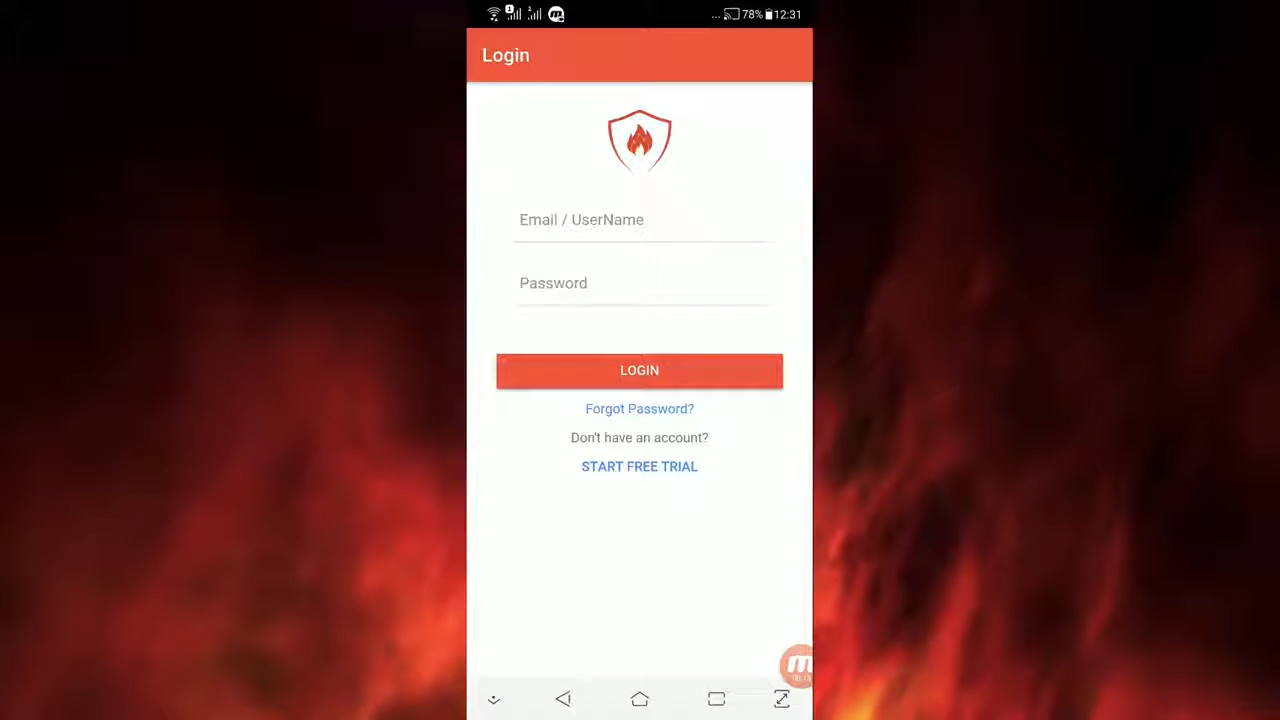 ... 78% 12:31
Login
Email / UserName
Password
LOGIN
Forgot Password?
Don't have an account?
START FREE TRIAL